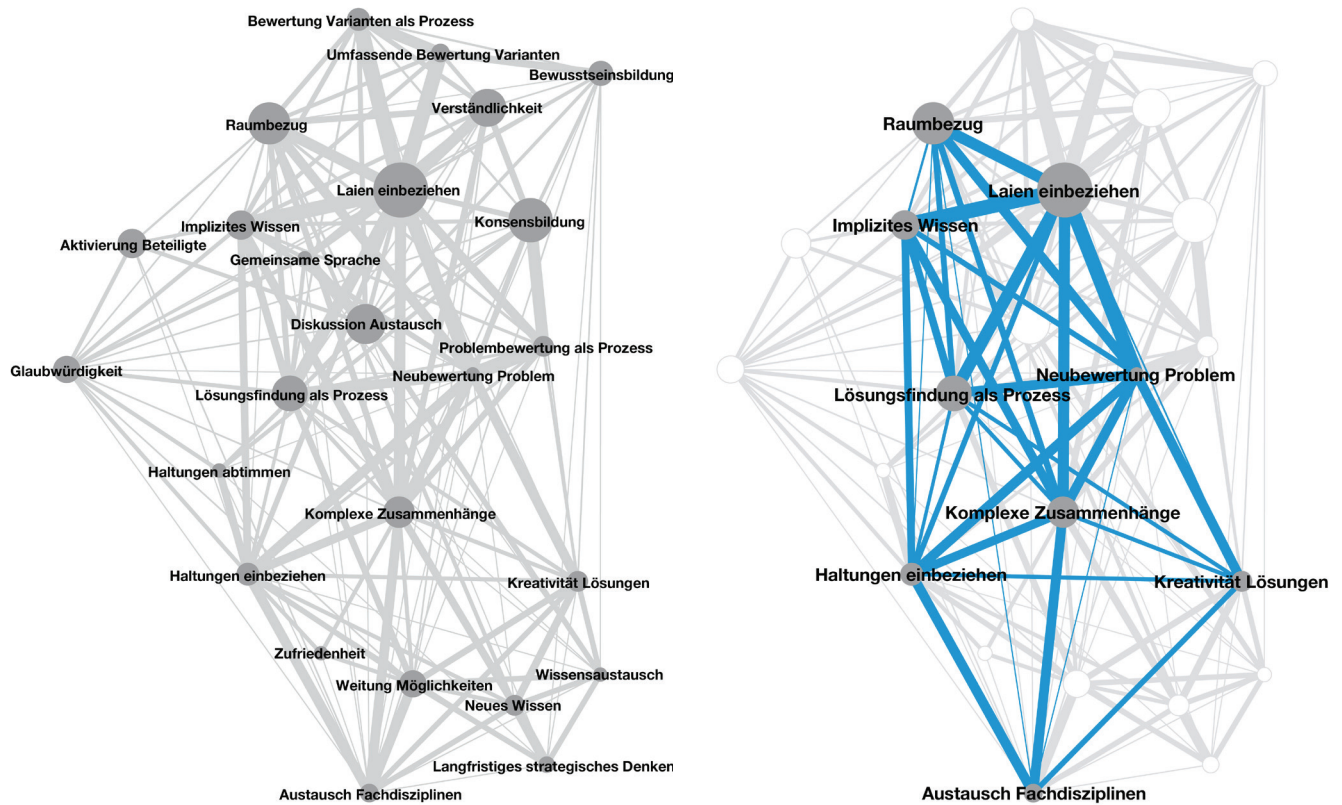 Bewertung Varianten als Prozess
Umfassende Bewertung Varianten
Bewusstseinsbildung
Verständlichkeit
Raumbezug
Laien einbeziehen
Konsensbildung
Implizites Wissen
Aktivierung Beteiligte
Gemeinsame Sprache
Diskussion Austausch
Problembewertung als Prozess
Glaubwürdigkeit
Neubewertung Problem
Lösungsfindung als Prozess
Haltungen abtimmen
Komplexe Zusammenhänge
Haltungen einbeziehen
Kreativität Lösungen
Zufriedenheit
Wissensaustausch
Weitung Möglichkeiten
Neues Wissen
Langfristiges strategisches Denken
Austausch Fachdisziplinen
Raumbezug
Laien einbeziehen
Implizites Wissen
Neubewertung Problem
Lösungsfindung als Prozess
Komplexe Zusammenhänge
Haltungen einbeziehen
Kreativität Lösungen
Austausch Fachdisziplinen